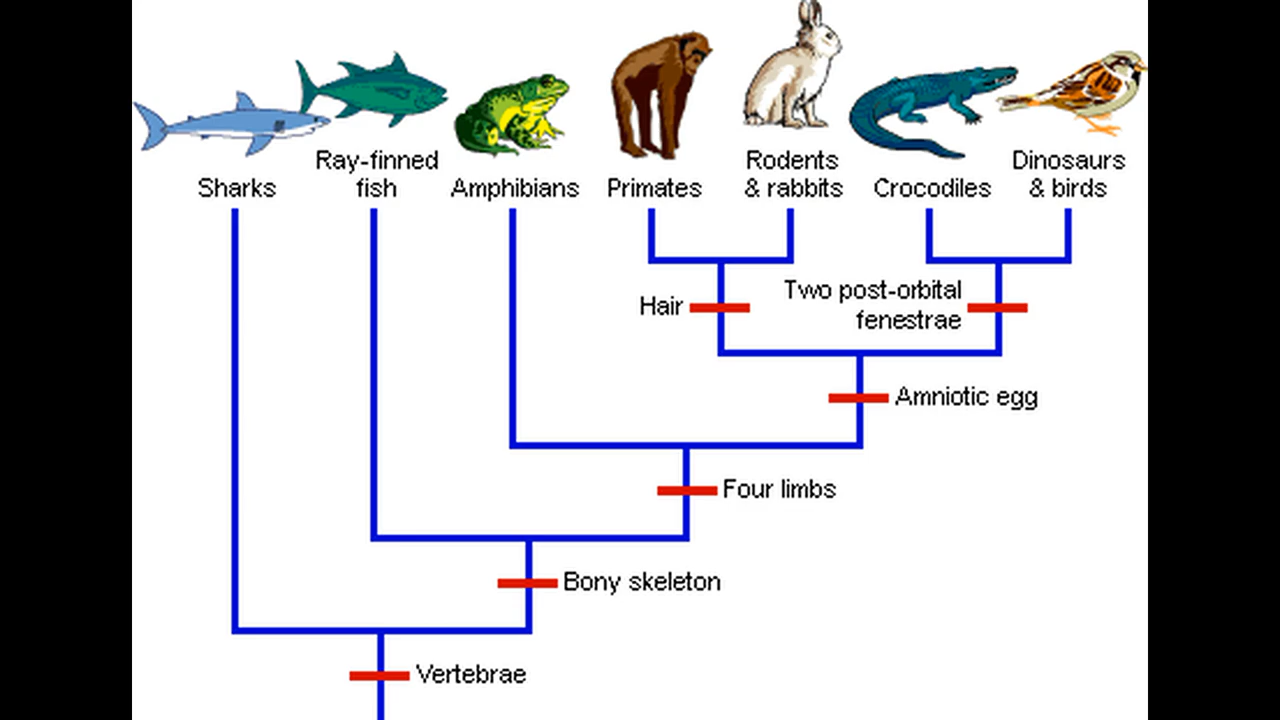 Sharks
Ray-finned
fish
Amphibians
Primates
Rodents
& rabbits
Crocodiles
Dinosaurs
& birds
Hair
Two post-orbital
fenestrae
Amniotic egg
Four limbs
Bony skeleton
Vertebrae